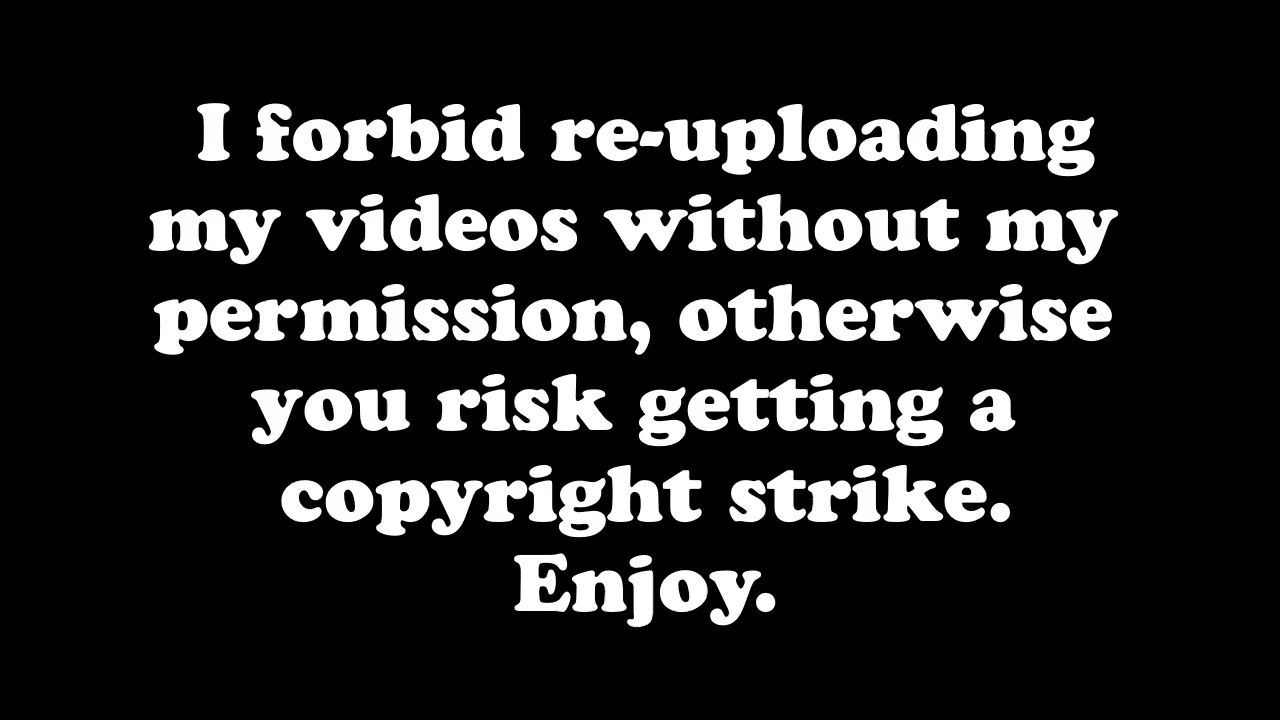 I forbid re-uploading
my videos without my
permission, otherwise
you risk getting a
copyright strike.
Enjoy.